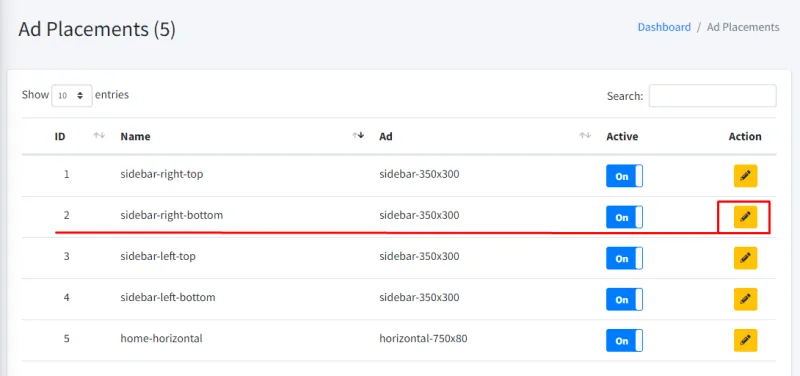 Ad Placements (5)
Dashboard / Ad Placements
Show 10 entries
Search:
ID Name Ad Active Action
1 sidebar-right-top sidebar-350x300 On
2 sidebar-right-bottom sidebar-350x300 On
3 sidebar-left-top sidebar-350x300 On
4 sidebar-left-bottom sidebar-350x300 On
5 home-horizontal horizontal-750x80 On